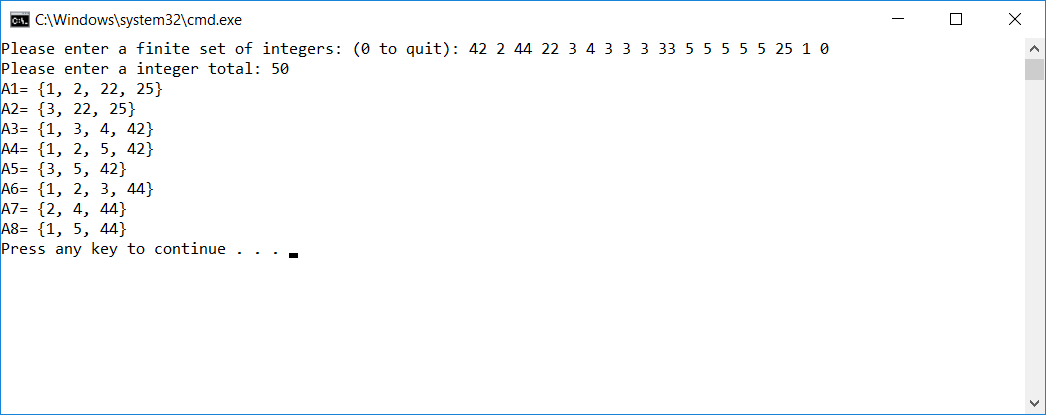 C:\Windows\system32\cmd.exe
Please enter a finite set of integers: (0 to quit): 42 2 44 22 3 4 3 3 3 33 5 5 5 5 5 25 1 0
Please enter a integer total: 50
A1= {1, 2, 22, 25}
A2= {3, 22, 25}
A3= {1, 3, 4, 42}
A4= {1, 2, 5, 42}
A5= {3, 5, 42}
A6= {1, 2, 3, 44}
A7= {2, 4, 44}
A8= {1, 5, 44}
Press any key to continue . . .